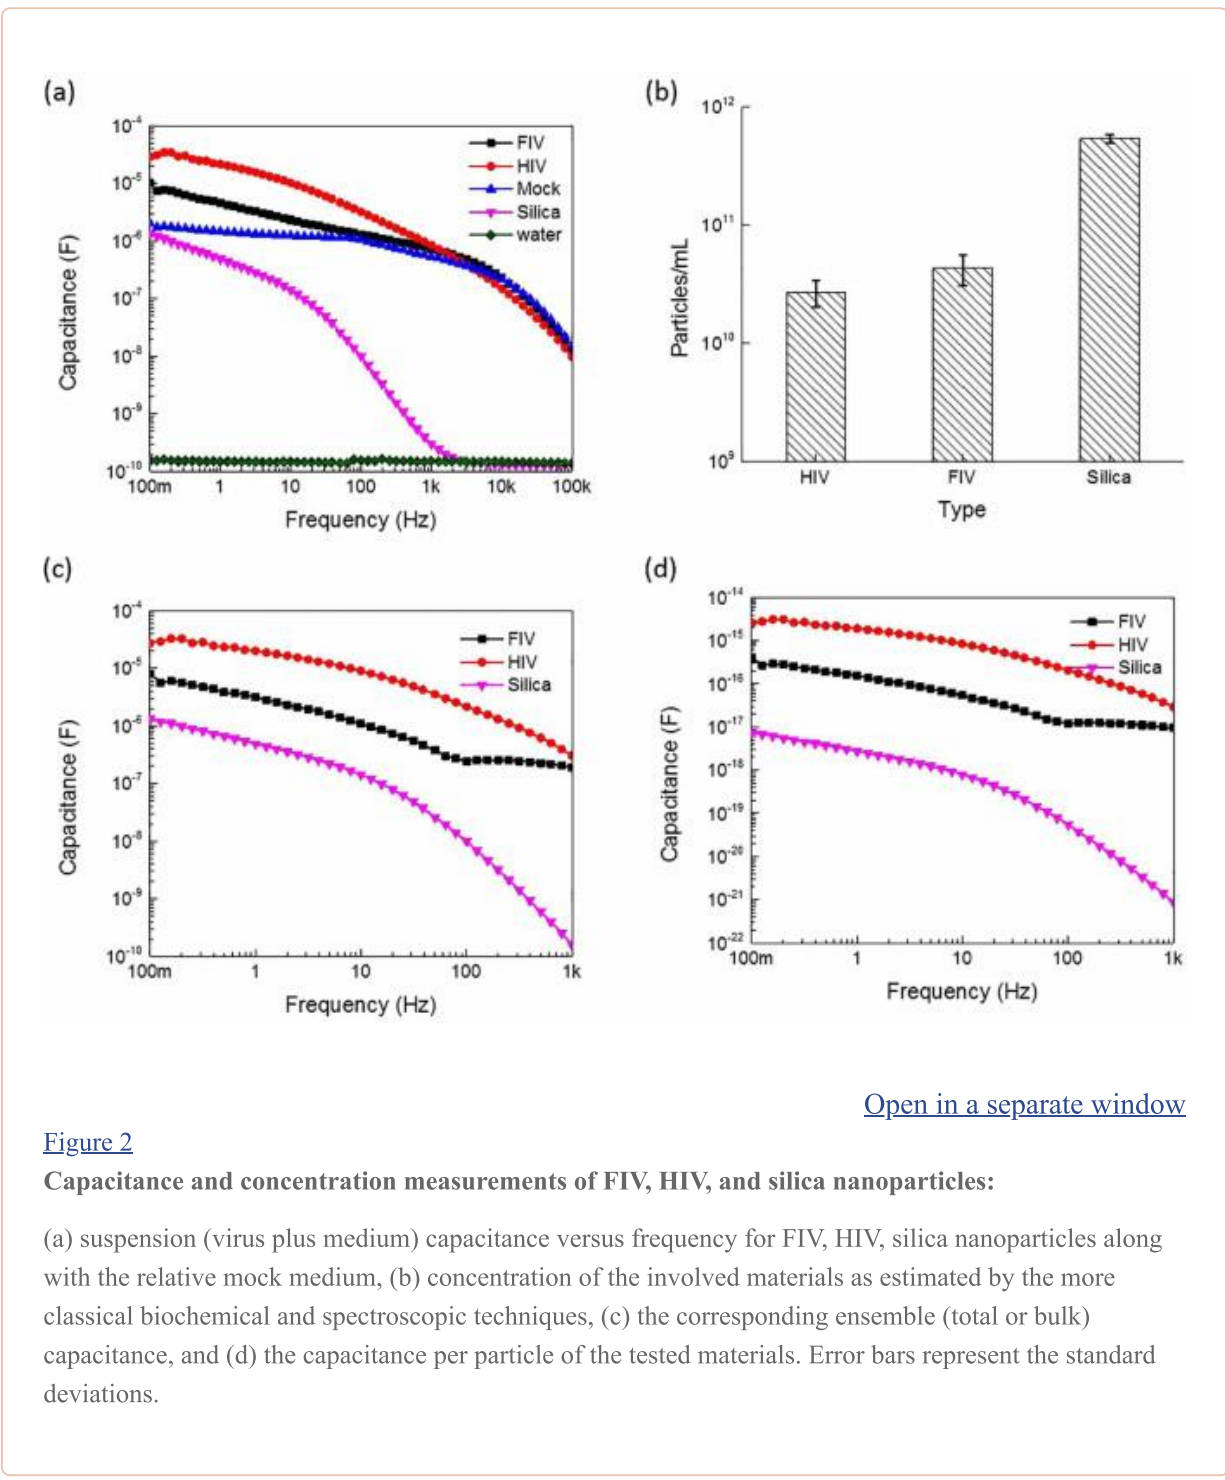 (a)
10-4
10-5
10-6
10-7
10-8
10-9
10-10
Capacitance (F)
FIV
HIV
Mock
Silica
water
100m 1 10 100 1k 10k 100k
Frequency (Hz)
(b)
1012
1011
1010
109
Particles/mL
HIV FIV Silica
Type
(c)
10-4
10-5
10-6
10-7
10-8
10-9
10-10
Capacitance (F)
FIV
HIV
Silica
100m 1 10 100 1k
Frequency (Hz)
(d)
10-14
10-15
10-16
10-17
10-18
10-19
10-20
10-21
10-22
Capacitance (F)
FIV
HIV
Silica
100m 1 10 100 1k
Frequency (Hz)
Open in a separate window
Figure 2
Capacitance and concentration measurements of FIV, HIV, and silica nanoparticles:
(a) suspension (virus plus medium) capacitance versus frequency for FIV, HIV, silica nanoparticles along
with the relative mock medium, (b) concentration of the involved materials as estimated by the more
classical biochemical and spectroscopic techniques, (c) the corresponding ensemble (total or bulk)
capacitance, and (d) the capacitance per particle of the tested materials. Error bars represent the standard
deviations.